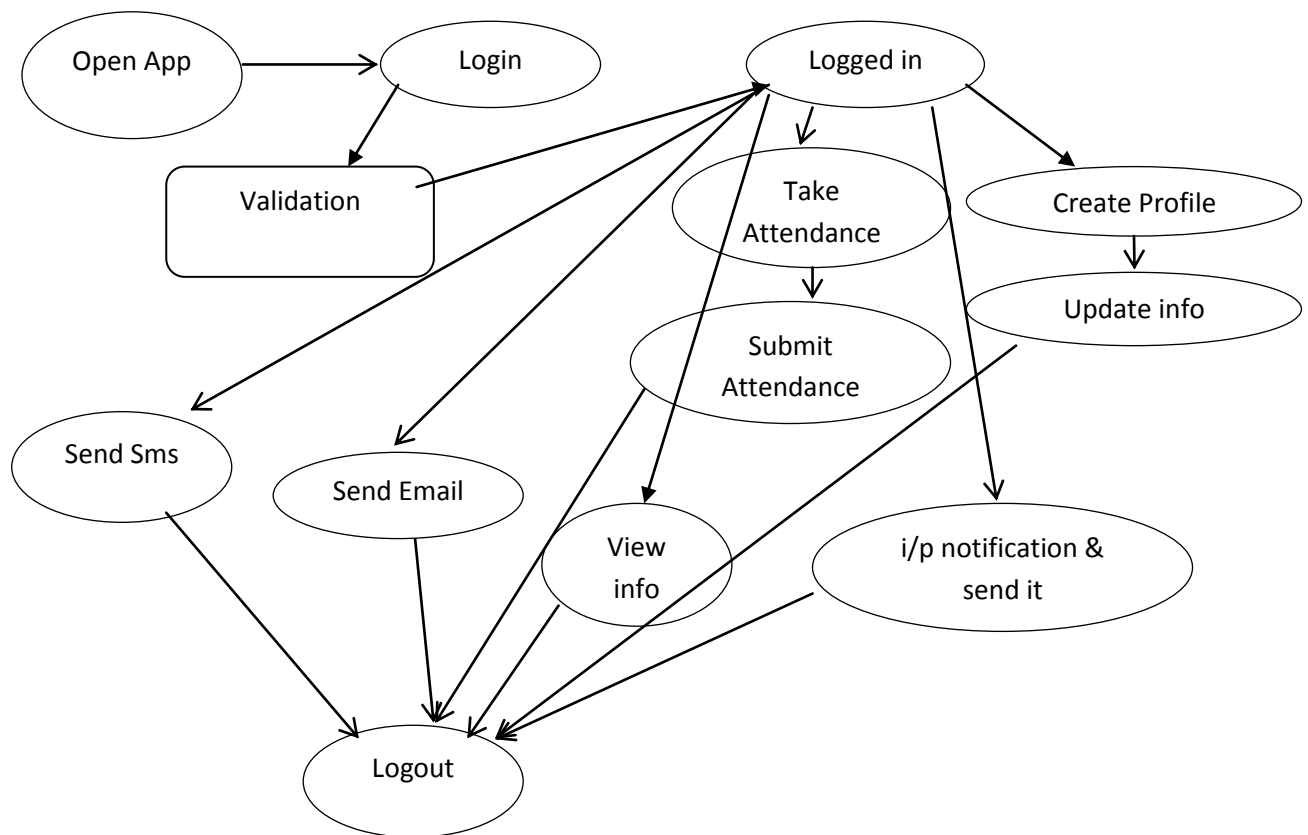 Open App
Login
Logged in
Validation
Take
Attendance
Create Profile
Submit
Attendance
Update info
Send Sms
Send Email
View
info
i/p notification &
send it
Logout